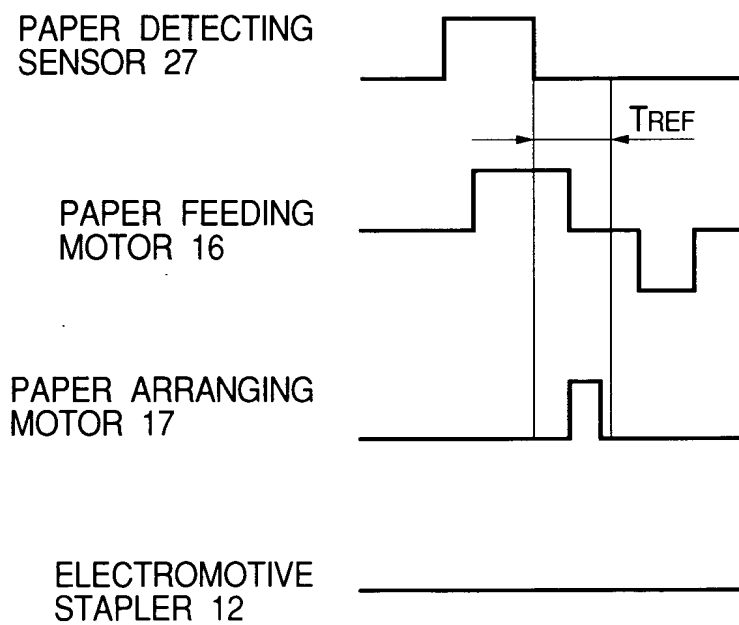 PAPER DETECTING
SENSOR 27
TREF
PAPER FEEDING
MOTOR 16
PAPER ARRANGING
MOTOR 17
ELECTROMOTIVE
STAPLER 12